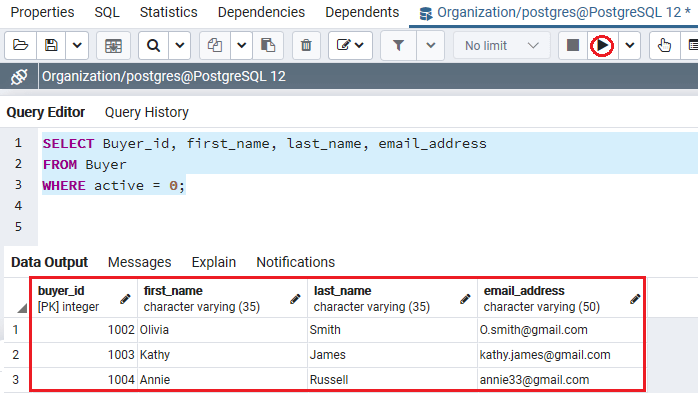 Properties SQL Statistics Dependencies Dependents Organization/postgres@PostgreSQL 12 *
No limit
Organization/postgres@PostgreSQL 12
Query Editor Query History
1 SELECT Buyer_id, first_name, last_name, email_address
2 FROM Buyer
3 WHERE active = 0;
4
5
Data Output Messages Explain Notifications
buyer_id first_name last_name email_address
[PK] integer character varying (35) character varying (35) character varying (50)
1 1002 Olivia Smith O.smith@gmail.com
2 1003 Kathy James kathy.james@gmail.com
3 1004 Annie Russell annie33@gmail.com